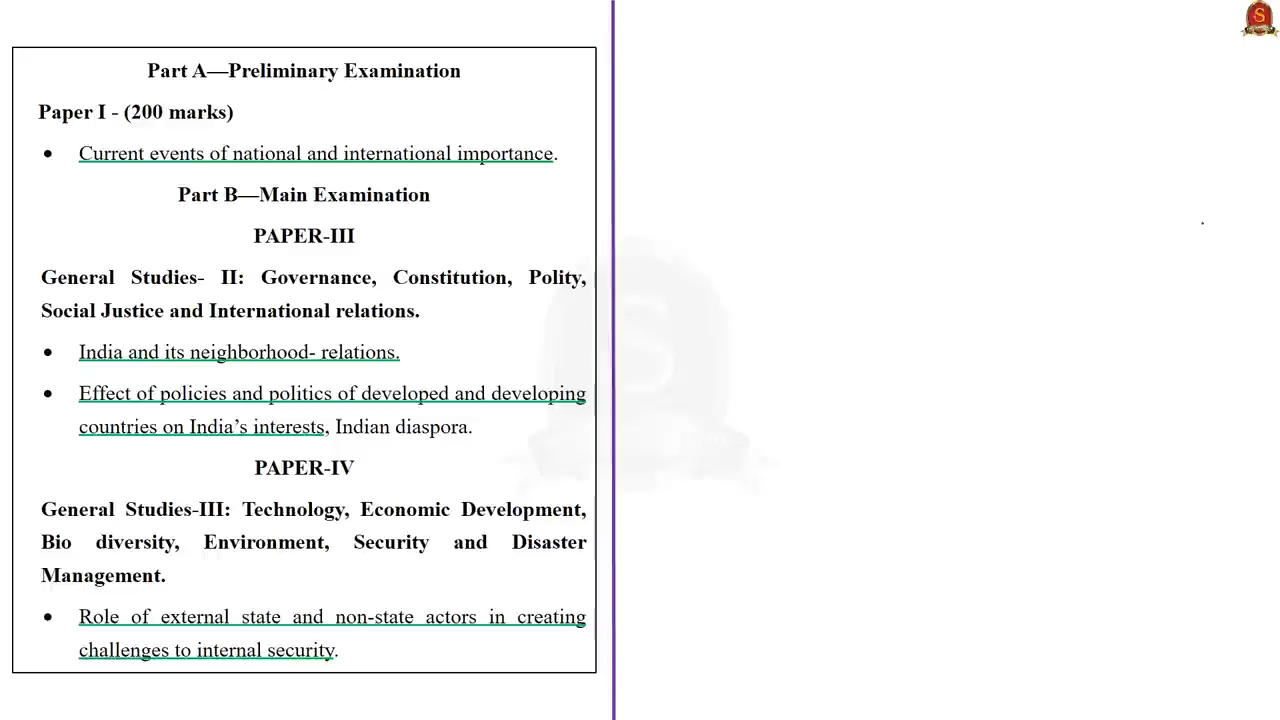 Part A—Preliminary Examination
Paper I - (200 marks)
• Current events of national and international importance.
Part B—Main Examination
PAPER-III
General Studies- II: Governance, Constitution, Polity,
Social Justice and International relations.
• India and its neighborhood- relations.
• Effect of policies and politics of developed and developing
countries on India’s interests, Indian diaspora.
PAPER-IV
General Studies-III: Technology, Economic Development,
Bio diversity, Environment, Security and Disaster
Management.
• Role of external state and non-state actors in creating
challenges to internal security.
S
S